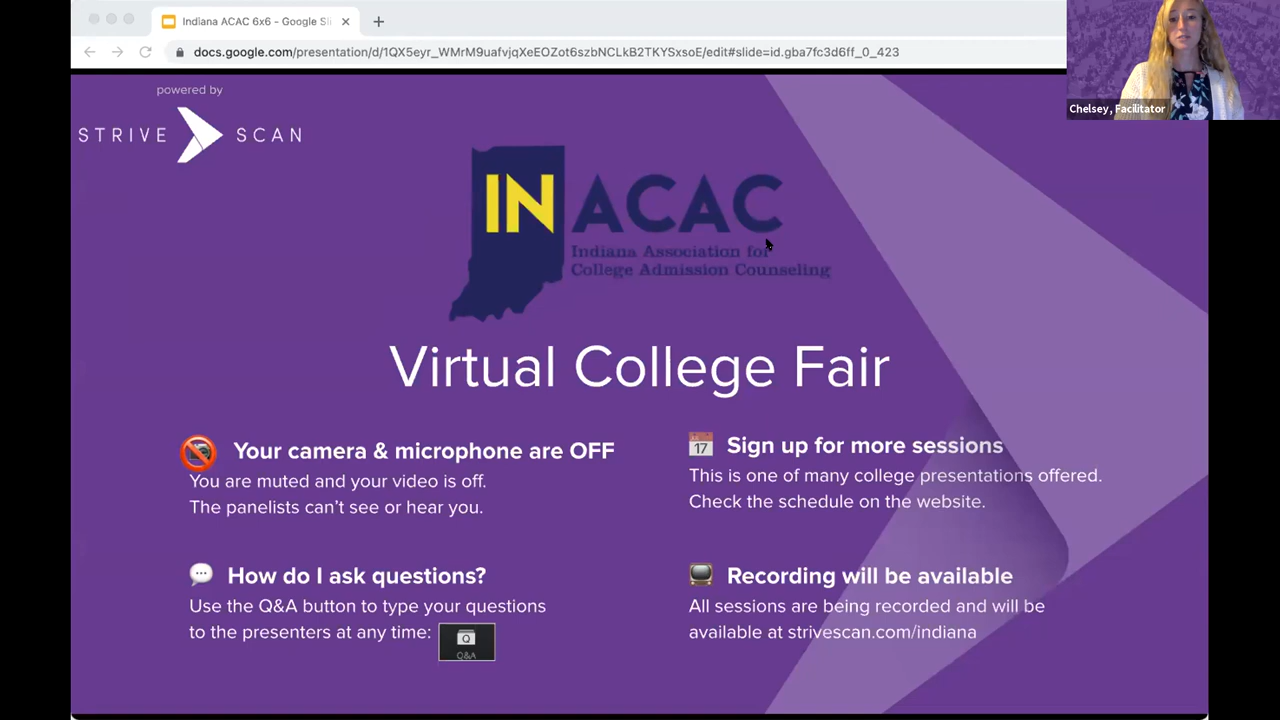 Indiana ACAC 6x6 - Google Sli
docs.google.com/presentation/d/1QX5eyr_WMrM9uafvjqXeEOZot6szbNCLkB2TKYSxsoE/edit#slide=id.gba7fc3d6ff_0_423
Chelsey, Facilitator
powered by
STRIVE SCAN
IN ACAC
Indiana Association for
College Admission Counseling
Virtual College Fair
Your camera & microphone are OFF
You are muted and your video is off.
The panelists can’t see or hear you.
How do I ask questions?
Use the Q&A button to type your questions
to the presenters at any time:
Q
Q&A
17
Sign up for more sessions
This is one of many college presentations offered.
Check the schedule on the website.
Recording will be available
All sessions are being recorded and will be
available at strivescan.com/indiana